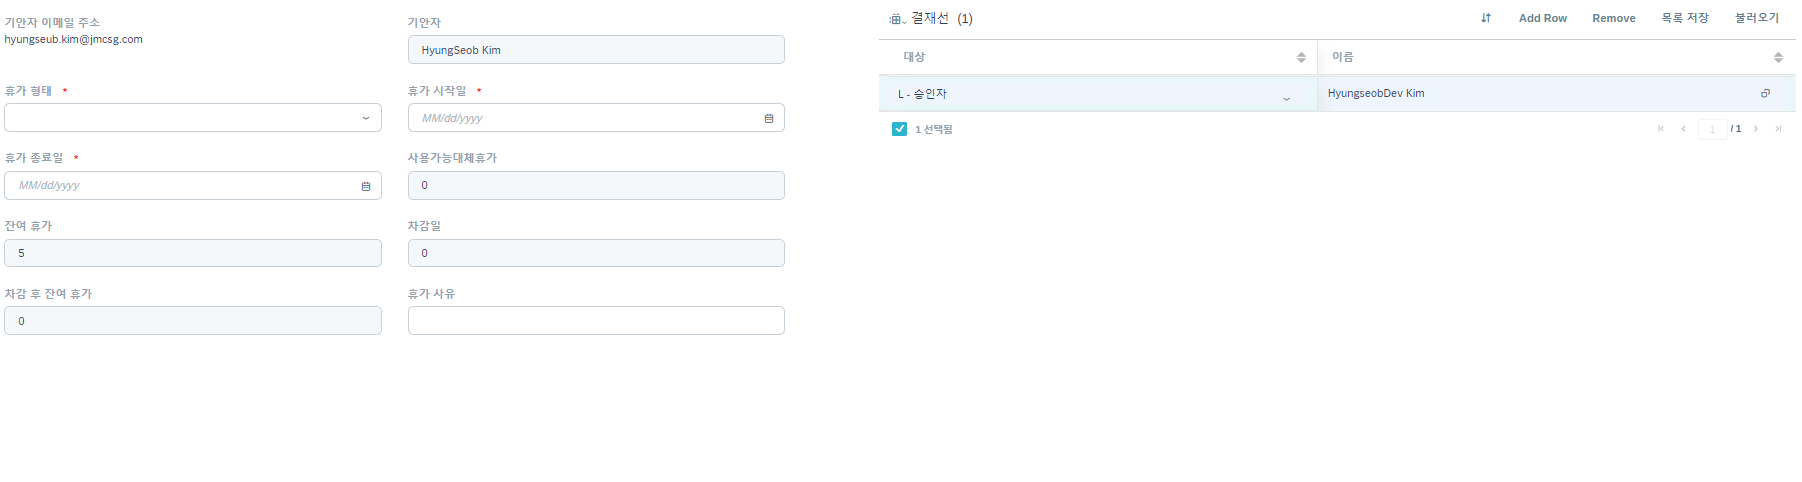 기안자 이메일 주소
hyungseub.kim@jmcsg.com
기안자
HyungSeob Kim
휴가 형태 *
휴가 시작일 *
MM/dd/yyyy
휴가 종료일 *
MM/dd/yyyy
사용가능대체휴가
0
잔여 휴가
5
차감일
0
차감 후 잔여 휴가
0
휴가 사유
결재선 (1)
Add Row
Remove
목록 저장
불러오기
대상
이름
L - 승인자
HyungseobDev Kim
1 선택됨
1 / 1